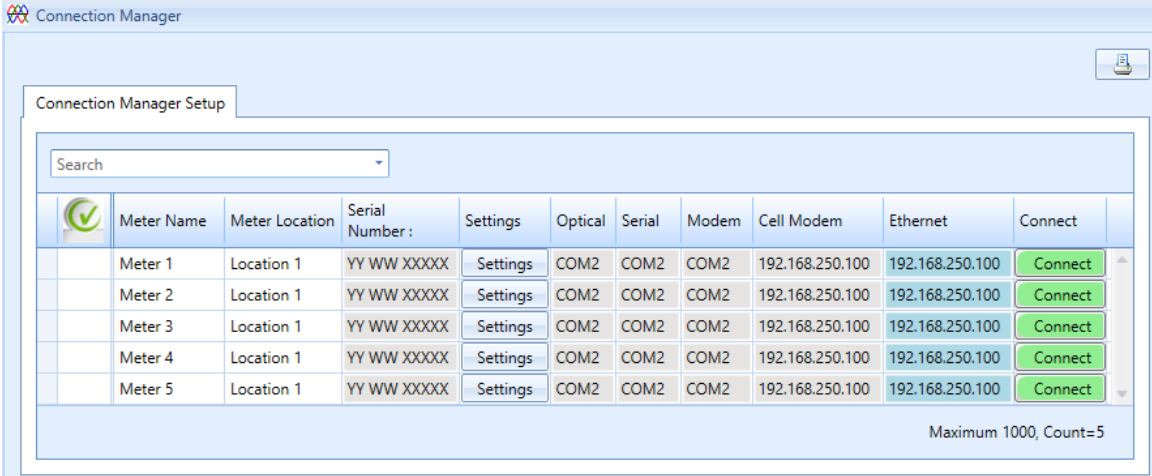 Connection Manager
Connection Manager Setup
Search
Meter Name Meter Location Serial Number : Settings Optical Serial Modem Cell Modem Ethernet Connect
Meter 1 Location 1 YY WW XXXXX Settings COM2 COM2 COM2 192.168.250.100 192.168.250.100 Connect
Meter 2 Location 1 YY WW XXXXX Settings COM2 COM2 COM2 192.168.250.100 192.168.250.100 Connect
Meter 3 Location 1 YY WW XXXXX Settings COM2 COM2 COM2 192.168.250.100 192.168.250.100 Connect
Meter 4 Location 1 YY WW XXXXX Settings COM2 COM2 COM2 192.168.250.100 192.168.250.100 Connect
Meter 5 Location 1 YY WW XXXXX Settings COM2 COM2 COM2 192.168.250.100 192.168.250.100 Connect
Maximum 1000, Count=5